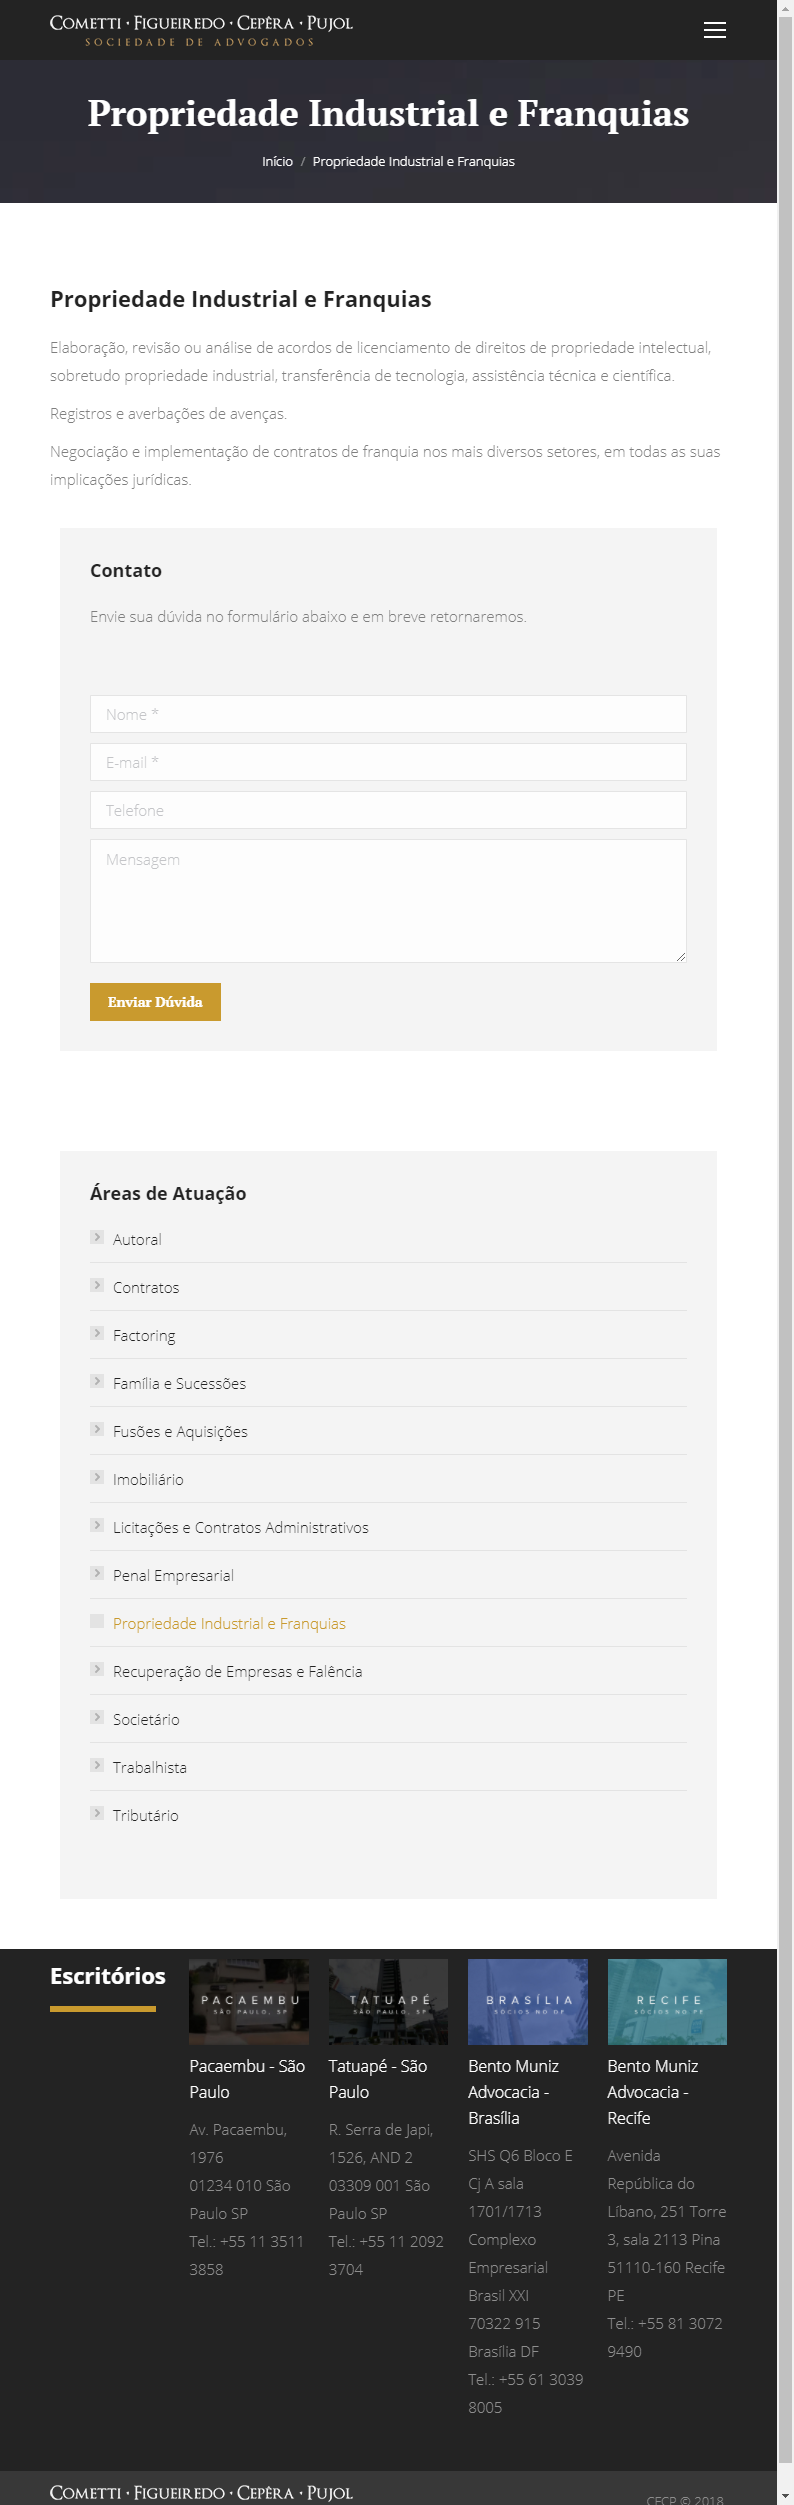 Cometti · Figueiredo · Cepêra · Pujol
SOCIEDADE DE ADVOGADOS
Propriedade Industrial e Franquias
Início / Propriedade Industrial e Franquias
Propriedade Industrial e Franquias
Elaboração, revisão ou análise de acordos de licenciamento de direitos de propriedade intelectual,
sobretudo propriedade industrial, transferência de tecnologia, assistência técnica e científica.
Registros e averbações de avenças.
Negociação e implementação de contratos de franquia nos mais diversos setores, em todas as suas
implicações jurídicas.
Contato
Envie sua dúvida no formulário abaixo e em breve retornaremos.
Nome *
E-mail *
Telefone
Mensagem
Enviar Dúvida
Áreas de Atuação
Autoral
Contratos
Factoring
Família e Sucessões
Fusões e Aquisições
Imobiliário
Licitações e Contratos Administrativos
Penal Empresarial
Propriedade Industrial e Franquias
Recuperação de Empresas e Falência
Societário
Trabalhista
Tributário
Escritórios
PACAEMBU
SÃO PAULO, SP
Pacaembu - São
Paulo
Av. Pacaembu,
1976
01234 010 São
Paulo SP
Tel.: +55 11 3511
3858
TATUAPÉ
SÃO PAULO, SP
Tatuapé - São
Paulo
R. Serra de Japi,
1526, AND 2
03309 001 São
Paulo SP
Tel.: +55 11 2092
3704
BRASÍLIA
SÓCIOS NO DF
Bento Muniz
Advocacia -
Brasília
SHS Q6 Bloco E
Cj A sala
1701/1713
Complexo
Empresarial
Brasil XXI
70322 915
Brasília DF
Tel.: +55 61 3039
8005
RECIFE
SÓCIOS NO PE
Bento Muniz
Advocacia -
Recife
Avenida
República do
Líbano, 251 Torre
3, sala 2113 Pina
51110-160 Recife
PE
Tel.: +55 81 3072
9490
Cometti · Figueiredo · Cepêra · Pujol
CFCP © 2018